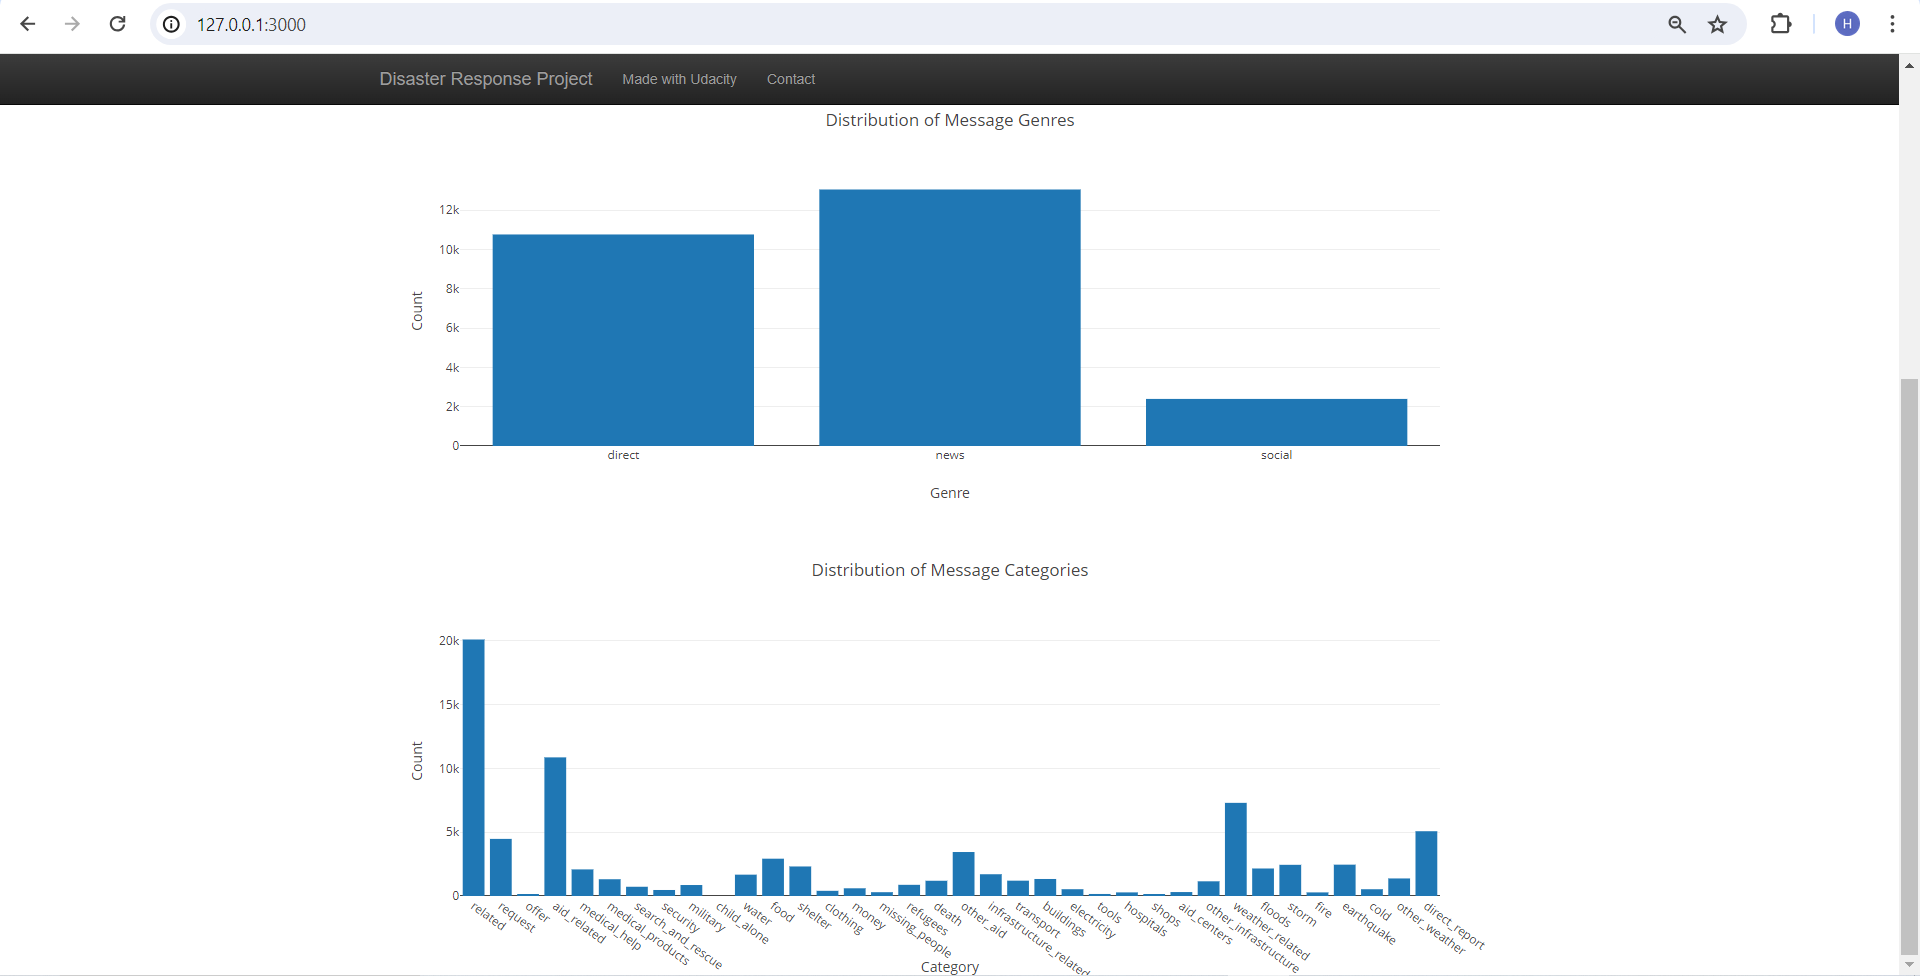 127.0.0.1:3000
H
Disaster Response Project Made with Udacity Contact
Distribution of Message Genres
12k
10k
8k
6k
4k
2k
0
Count
direct news social
Genre
Distribution of Message Categories
20k
15k
10k
5k
0
Count
related
request
offer
aid_related
medical_help
medical_products
search_and_rescue
security
military
child_alone
water
food
shelter
clothing
money
missing_people
refugees
death
other_aid
infrastructure_related
transport
buildings
electricity
tools
hospitals
shops
aid_centers
other_infrastructure
weather_related
floods
storm
fire
earthquake
cold
other_weather
direct_report
Category